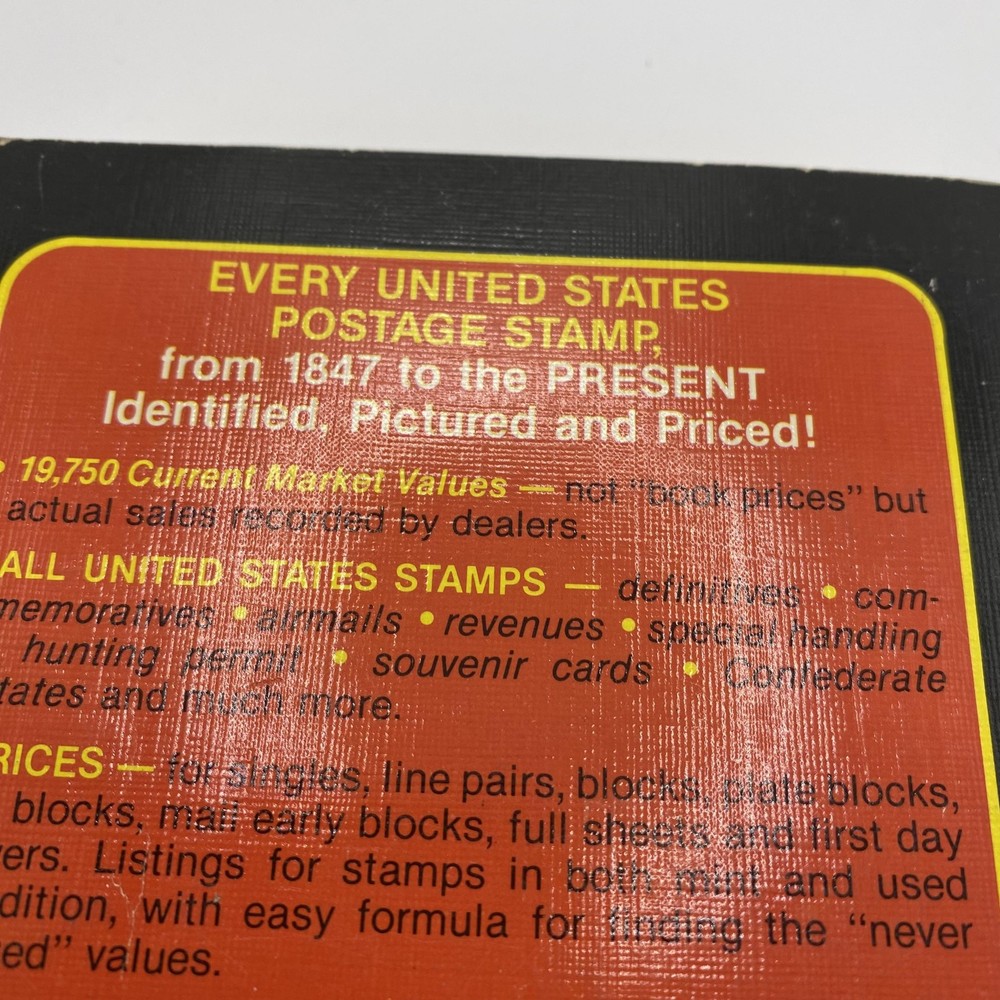 EVERY UNITED STATES
POSTAGE STAMP,
from 1847 to the PRESENT
Identified, Pictured and Priced!
• 19,750 Current Market Values — not "book prices" but
actual sales recorded by dealers.
ALL UNITED STATES STAMPS — definitives • com-
memoratives • airmails • revenues • special handling
hunting permit • souvenir cards • Confederate
tates and much more.
RICES — for singles, line pairs, blocks, plate blocks,
blocks, mail early blocks, full sheets and first day
vers. Listings for stamps in both mint and used
dition, with easy formula for finding the "never
ed" values.